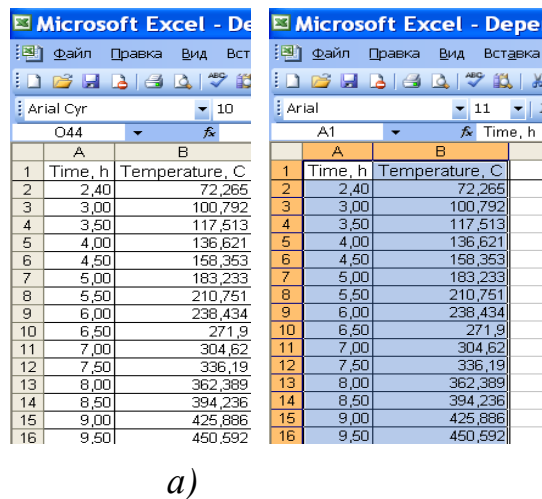 Microsoft Excel - De
Файл Правка Вид Вст
Arial Cyr 10
O44 fx
A B
1 Time, h Temperature, C
2 2,40 72,265
3 3,00 100,792
4 3,50 117,513
5 4,00 136,621
6 4,50 158,353
7 5,00 183,233
8 5,50 210,751
9 6,00 238,434
10 6,50 271,9
11 7,00 304,62
12 7,50 336,19
13 8,00 362,389
14 8,50 394,236
15 9,00 425,886
16 9,50 450,592
Microsoft Excel - Depe
Файл Правка Вид Вставка
Arial 11
A1 fx Time, h
A B
1 Time, h Temperature, C
2 2,40 72,265
3 3,00 100,792
4 3,50 117,513
5 4,00 136,621
6 4,50 158,353
7 5,00 183,233
8 5,50 210,751
9 6,00 238,434
10 6,50 271,9
11 7,00 304,62
12 7,50 336,19
13 8,00 362,389
14 8,50 394,236
15 9,00 425,886
16 9,50 450,592
а)